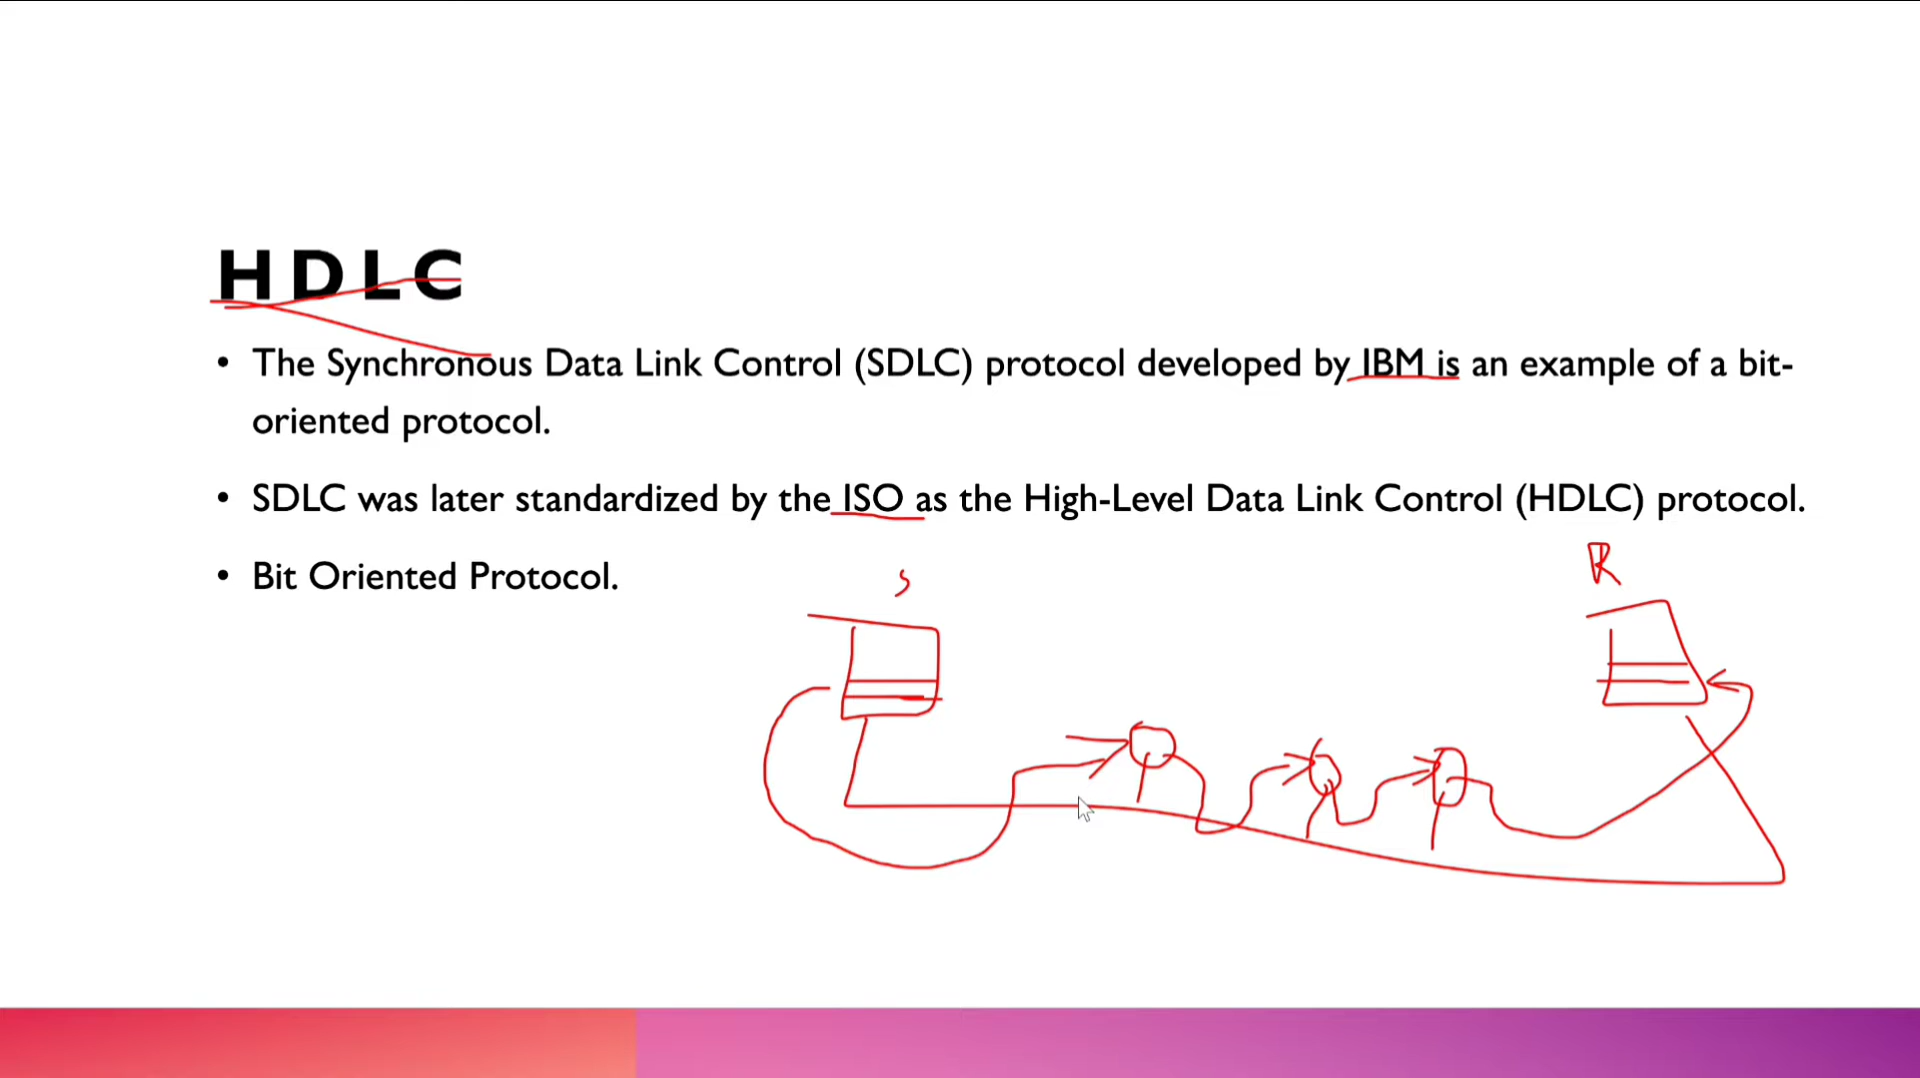 HDLC
• The Synchronous Data Link Control (SDLC) protocol developed by IBM is an example of a bit-
oriented protocol.
• SDLC was later standardized by the ISO as the High-Level Data Link Control (HDLC) protocol.
• Bit Oriented Protocol.
S
R